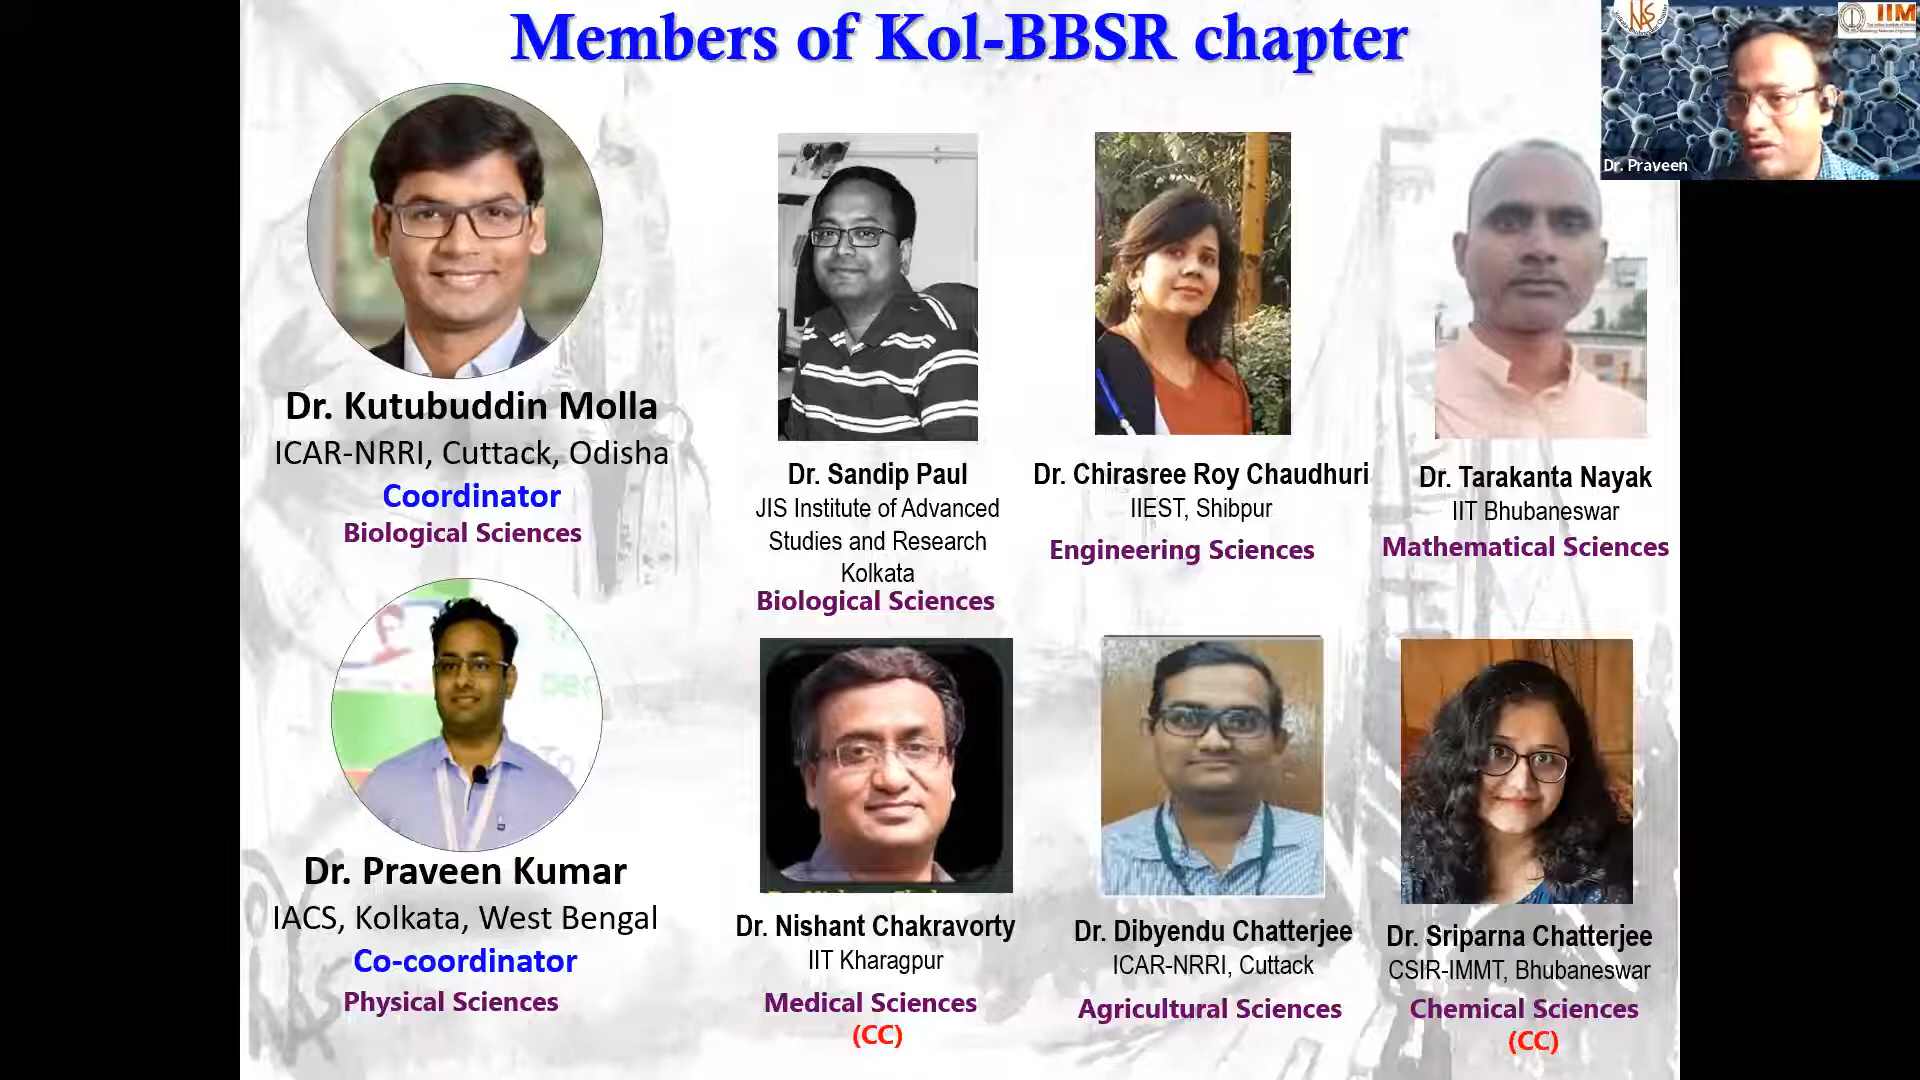 Members of Kol-BBSR chapter
IIM
Dr. Praveen
Dr. Kutubuddin Molla
ICAR-NRRI, Cuttack, Odisha
Coordinator
Biological Sciences
Dr. Sandip Paul
JIS Institute of Advanced
Studies and Research
Kolkata
Biological Sciences
Dr. Chirasree Roy Chaudhuri
IIEST, Shibpur
Engineering Sciences
Dr. Tarakanta Nayak
IIT Bhubaneswar
Mathematical Sciences
Dr. Praveen Kumar
IACS, Kolkata, West Bengal
Co-coordinator
Physical Sciences
Dr. Nishant Chakravorty
IIT Kharagpur
Medical Sciences
(CC)
Dr. Dibyendu Chatterjee
ICAR-NRRI, Cuttack
Agricultural Sciences
Dr. Sriparna Chatterjee
CSIR-IMMT, Bhubaneswar
Chemical Sciences
(CC)